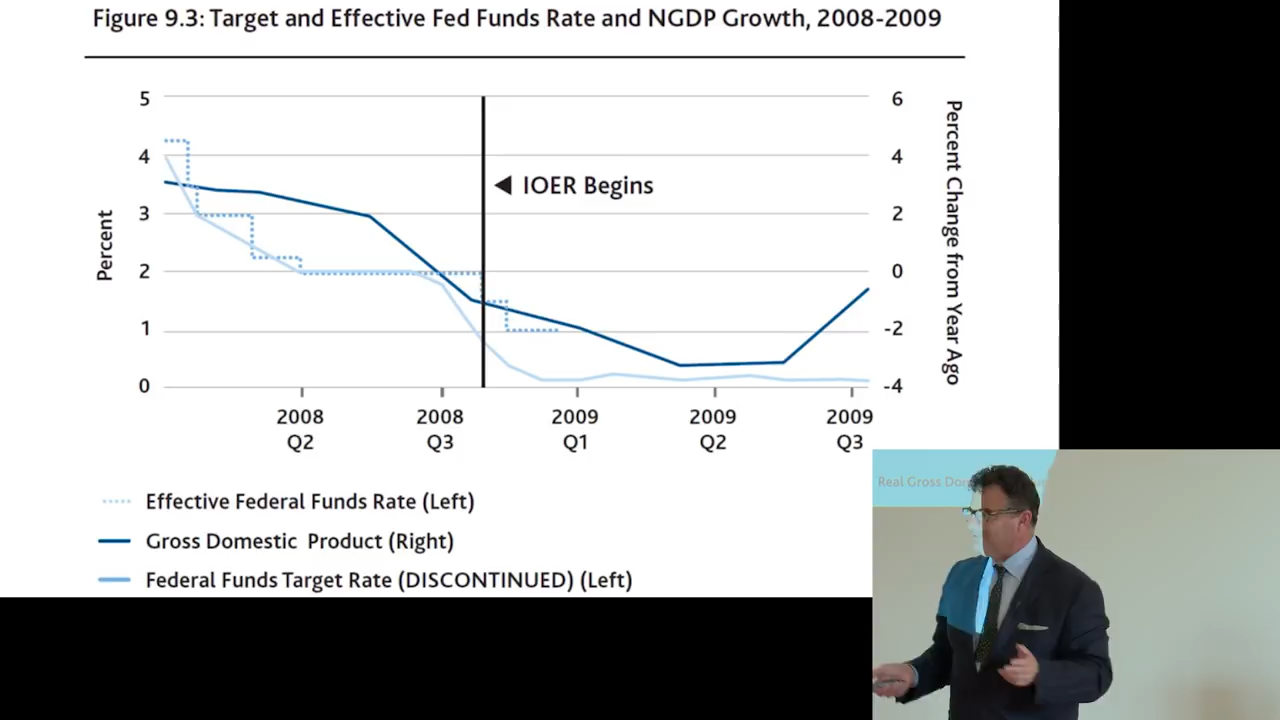 Figure 9.3: Target and Effective Fed Funds Rate and NGDP Growth, 2008-2009
5
4
3
2
1
0
Percent
6
4
2
0
-2
-4
Percent Change from Year Ago
◄ IOER Begins
2008 Q2
2008 Q3
2009 Q1
2009 Q2
2009 Q3
Effective Federal Funds Rate (Left)
Gross Domestic Product (Right)
Federal Funds Target Rate (DISCONTINUED) (Left)
Real Gross